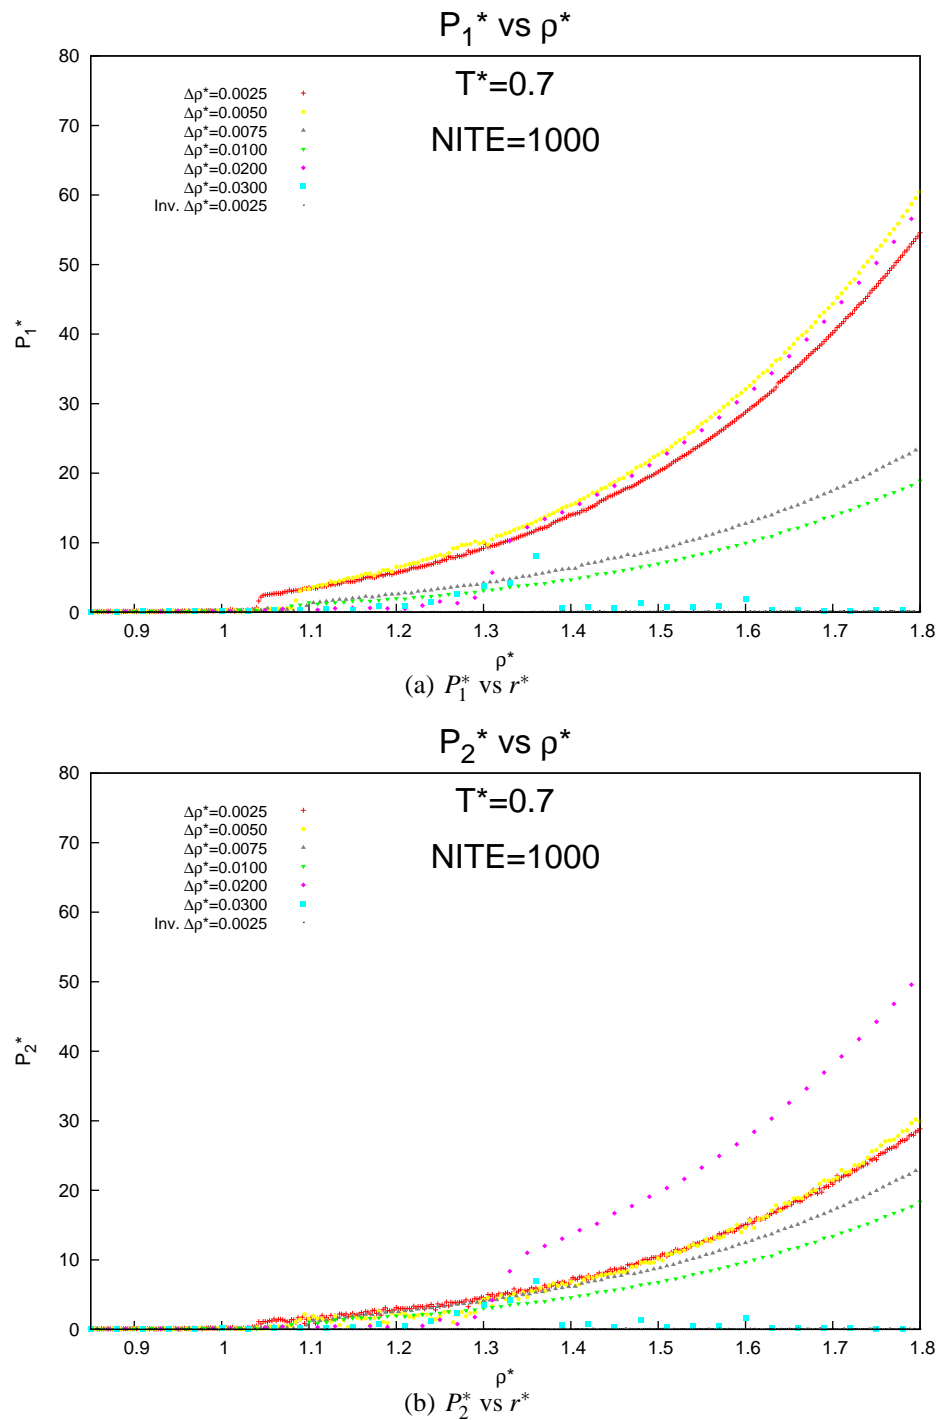 P₁* vs ρ*
T*=0.7
NITE=1000
Δρ*=0.0025
Δρ*=0.0050
Δρ*=0.0075
Δρ*=0.0100
Δρ*=0.0200
Δρ*=0.0300
Inv. Δρ*=0.0025
80
70
60
50
40
30
20
10
0
P₁*
0.9 1 1.1 1.2 1.3 1.4 1.5 1.6 1.7 1.8
ρ*
(a) P₁* vs r*
P₂* vs ρ*
T*=0.7
NITE=1000
Δρ*=0.0025
Δρ*=0.0050
Δρ*=0.0075
Δρ*=0.0100
Δρ*=0.0200
Δρ*=0.0300
Inv. Δρ*=0.0025
80
70
60
50
40
30
20
10
0
P₂*
0.9 1 1.1 1.2 1.3 1.4 1.5 1.6 1.7 1.8
ρ*
(b) P₂* vs r*